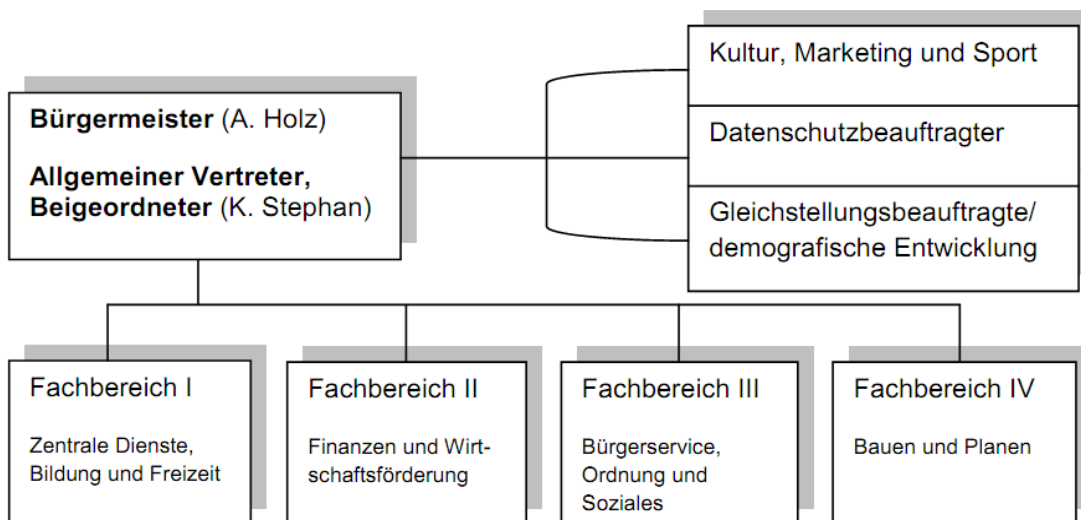 Bürgermeister (A. Holz)
Allgemeiner Vertreter,
Beigeordneter (K. Stephan)
Kultur, Marketing und Sport
Datenschutzbeauftragter
Gleichstellungsbeauftragte/
demografische Entwicklung
Fachbereich I
Zentrale Dienste,
Bildung und Freizeit
Fachbereich II
Finanzen und Wirt-
schaftsförderung
Fachbereich III
Bürgerservice,
Ordnung und
Soziales
Fachbereich IV
Bauen und Planen